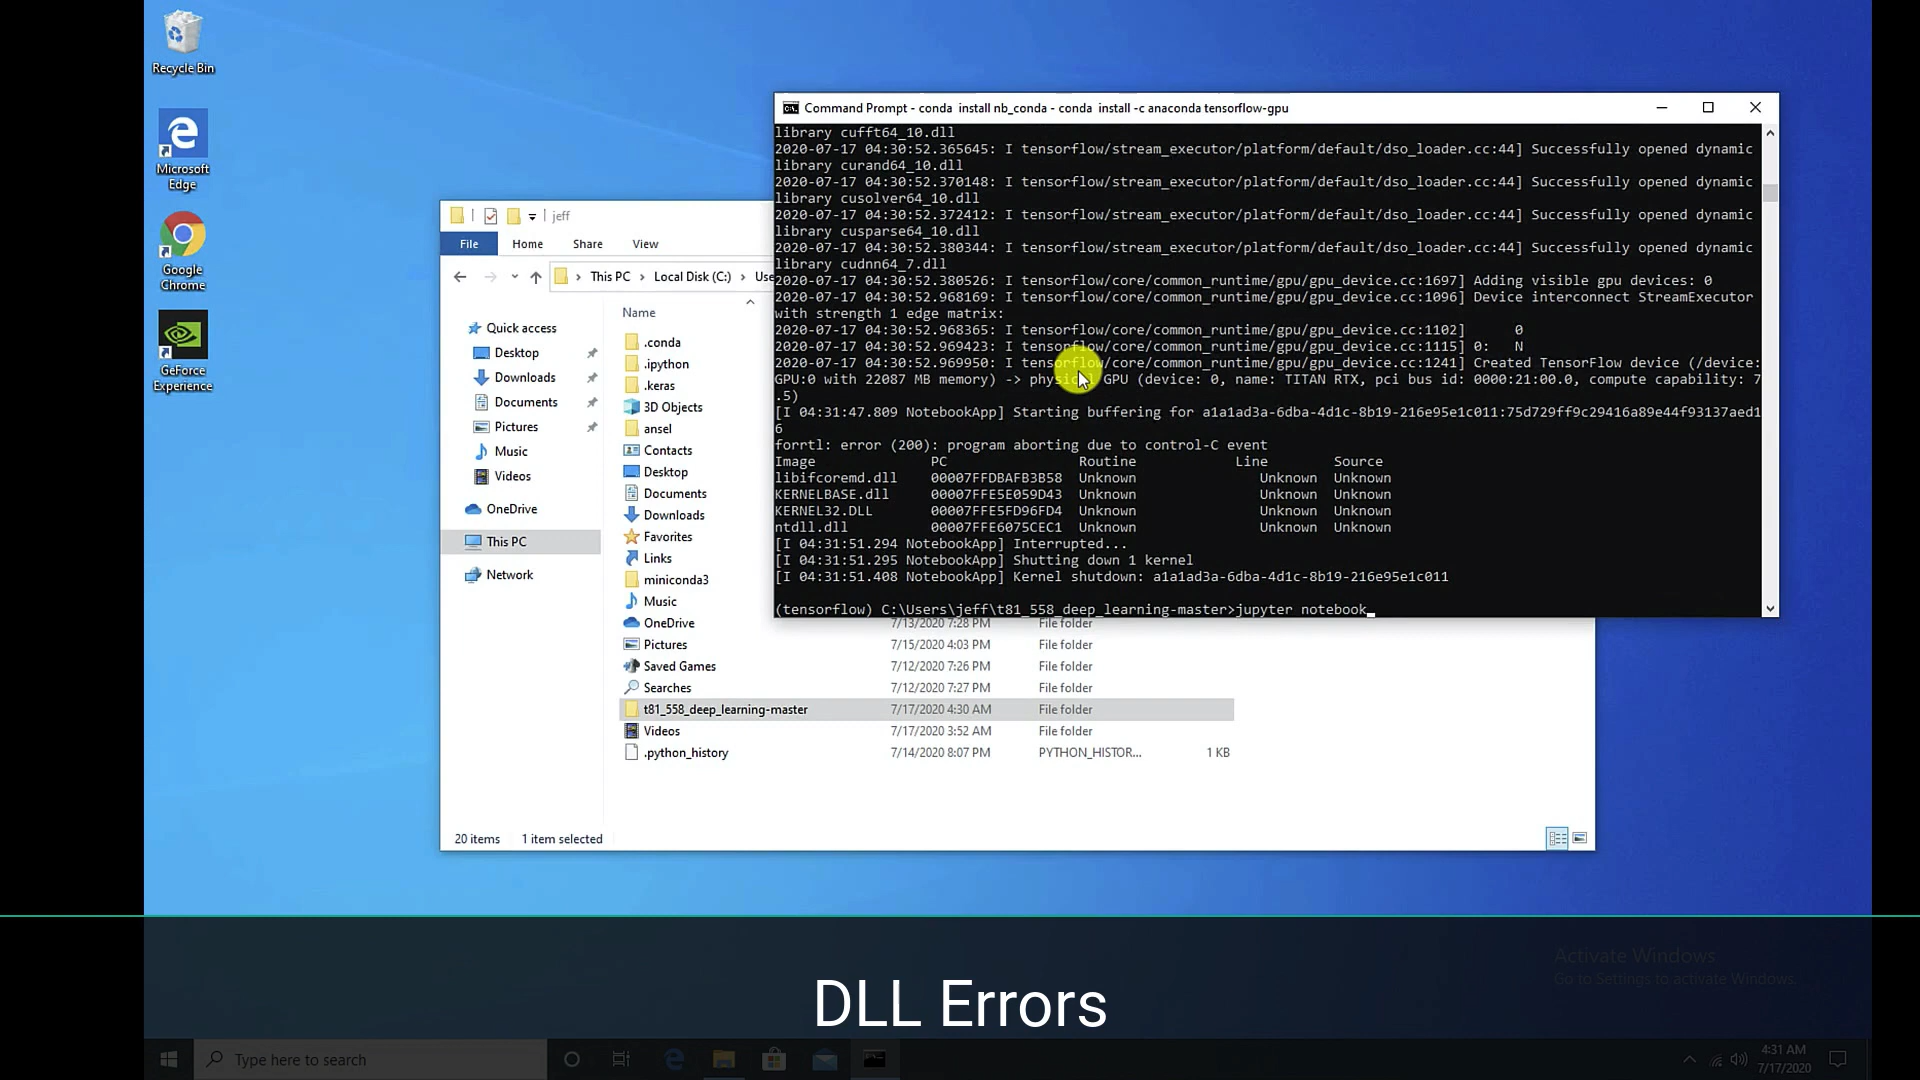 Recycle Bin
Microsoft
Edge
Google
Chrome
GeForce
Experience
Command Prompt - conda  install nb_conda - conda  install -c anaconda tensorflow-gpu
library cufft64_10.dll
2020-07-17 04:30:52.365645: I tensorflow/stream_executor/platform/default/dso_loader.cc:44] Successfully opened dynamic
library curand64_10.dll
2020-07-17 04:30:52.370148: I tensorflow/stream_executor/platform/default/dso_loader.cc:44] Successfully opened dynamic
library cusolver64_10.dll
2020-07-17 04:30:52.372412: I tensorflow/stream_executor/platform/default/dso_loader.cc:44] Successfully opened dynamic
library cusparse64_10.dll
2020-07-17 04:30:52.380344: I tensorflow/stream_executor/platform/default/dso_loader.cc:44] Successfully opened dynamic
library cudnn64_7.dll
2020-07-17 04:30:52.380526: I tensorflow/core/common_runtime/gpu/gpu_device.cc:1697] Adding visible gpu devices: 0
2020-07-17 04:30:52.968169: I tensorflow/core/common_runtime/gpu/gpu_device.cc:1096] Device interconnect StreamExecutor
with strength 1 edge matrix:
2020-07-17 04:30:52.968365: I tensorflow/core/common_runtime/gpu/gpu_device.cc:1102]      0
2020-07-17 04:30:52.969423: I tensorflow/core/common_runtime/gpu/gpu_device.cc:1115] 0:   N
2020-07-17 04:30:52.969950: I tensorflow/core/common_runtime/gpu/gpu_device.cc:1241] Created TensorFlow device (/device:
GPU:0 with 22087 MB memory) -> physical GPU (device: 0, name: TITAN RTX, pci bus id: 0000:21:00.0, compute capability: 7
.5)
[I 04:31:47.809 NotebookApp] Starting buffering for a1a1ad3a-6dba-4d1c-8b19-216e95e1c011:75d729ff9c29416a89e44f93137aed1
6
forrtl: error (200): program aborting due to control-C event
Image PC Routine Line Source
libifcoremd.dll 00007FFDBAFB3B58 Unknown Unknown Unknown
KERNELBASE.dll 00007FFE5E059D43 Unknown Unknown Unknown
KERNEL32.DLL 00007FFE5FD96FD4 Unknown Unknown Unknown
ntdll.dll 00007FFE6075CEC1 Unknown Unknown Unknown
[I 04:31:51.294 NotebookApp] Interrupted...
[I 04:31:51.295 NotebookApp] Shutting down 1 kernel
[I 04:31:51.408 NotebookApp] Kernel shutdown: a1a1ad3a-6dba-4d1c-8b19-216e95e1c011
(tensorflow) C:\Users\jeff\t81_558_deep_learning-master>jupyter notebook_
jeff
File Home Share View
This PC > Local Disk (C:) > Use
Quick access
Desktop
Downloads
Documents
Pictures
Music
Videos
OneDrive
This PC
Network
Name
.conda
.ipython
.keras
3D Objects
ansel
Contacts
Desktop
Documents
Downloads
Favorites
Links
miniconda3
Music
OneDrive 7/13/2020 7:28 PM File folder
Pictures 7/15/2020 4:03 PM File folder
Saved Games 7/12/2020 7:26 PM File folder
Searches 7/12/2020 7:27 PM File folder
t81_558_deep_learning-master 7/17/2020 4:30 AM File folder
Videos 7/17/2020 3:52 AM File folder
.python_history 7/14/2020 8:07 PM PYTHON_HISTOR... 1 KB
20 items 1 item selected
Activate Windows
Go to Settings to activate Windows.
DLL Errors
Type here to search
4:31 AM
7/17/2020